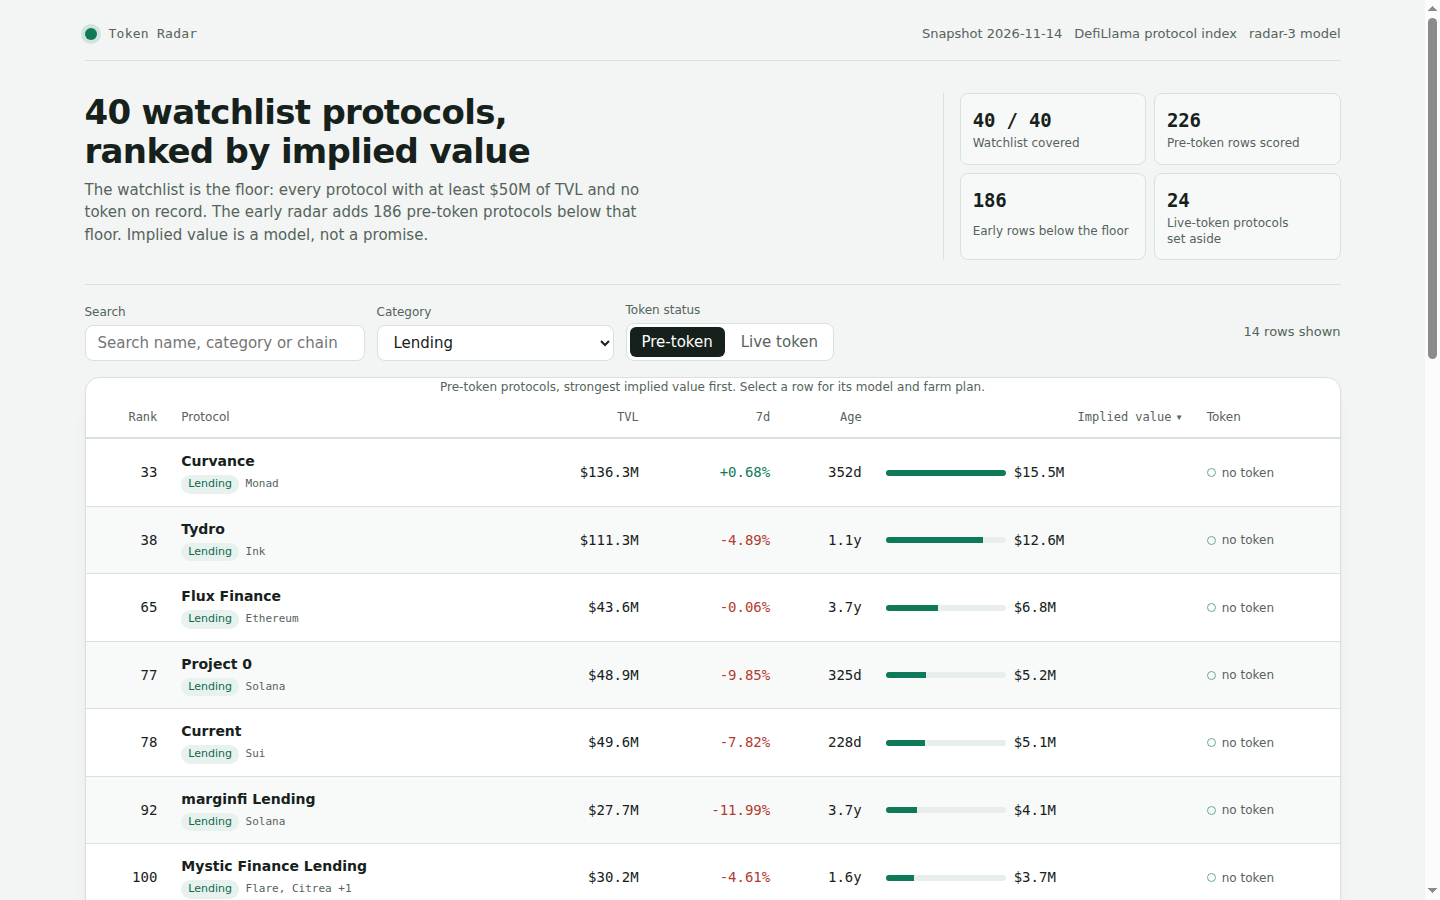 Token Radar
Snapshot 2026-11-14 DefiLlama protocol index radar-3 model
40 watchlist protocols,
ranked by implied value
The watchlist is the floor: every protocol with at least $50M of TVL and no
token on record. The early radar adds 186 pre-token protocols below that
floor. Implied value is a model, not a promise.
40 / 40
Watchlist covered
226
Pre-token rows scored
186
Early rows below the floor
24
Live-token protocols
set aside
Search
Search name, category or chain
Category
Lending
Token status
Pre-token Live token
14 rows shown
Pre-token protocols, strongest implied value first. Select a row for its model and farm plan.
Rank Protocol TVL 7d Age Implied value ▾ Token
33 Curvance $136.3M +0.68% 352d $15.5M no token
Lending Monad
38 Tydro $111.3M -4.89% 1.1y $12.6M no token
Lending Ink
65 Flux Finance $43.6M -0.06% 3.7y $6.8M no token
Lending Ethereum
77 Project 0 $48.9M -9.85% 325d $5.2M no token
Lending Solana
78 Current $49.6M -7.82% 228d $5.1M no token
Lending Sui
92 marginfi Lending $27.7M -11.99% 3.7y $4.1M no token
Lending Solana
100 Mystic Finance Lending $30.2M -4.61% 1.6y $3.7M no token
Lending Flare, Citrea +1